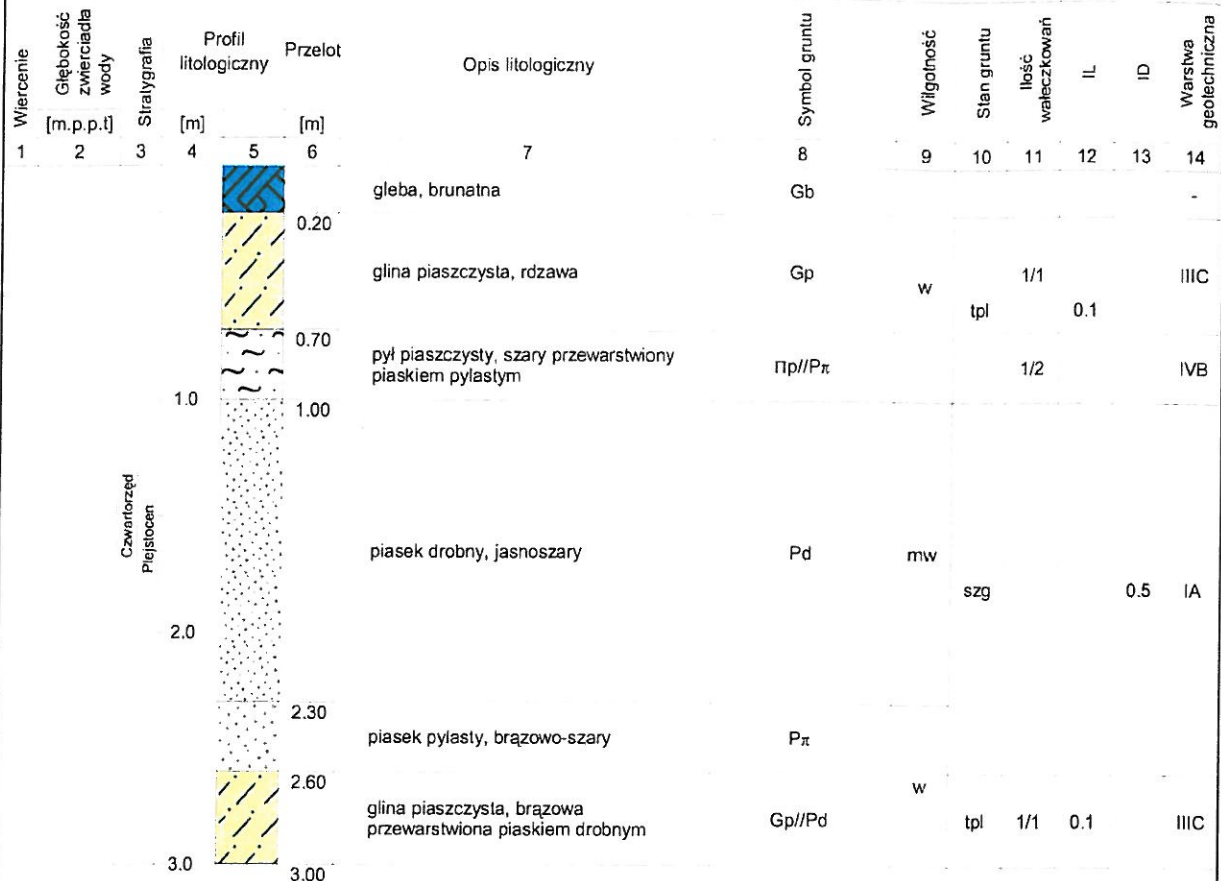 Wiercenie
Głębokość
zwierciadła
wody
[m.p.p.t]
Stratygrafia
Profil
litologiczny
[m]
Przelot
[m]
Opis litologiczny
Symbol gruntu
Wilgotność
Stan gruntu
Ilość
wałeczkowań
IL
ID
Warstwa
geotechniczna
1 2 3 4 5 6 7 8 9 10 11 12 13 14
gleba, brunatna Gb -
0.20
glina piaszczysta, rdzawa Gp 1/1 IIIC
w
tpl 0.1
0.70
pył piaszczysty, szary przewarstwiony
piaskiem pylastym
Πp//Pπ 1/2 IVB
1.0
1.00
Czwartorzęd
Plejstocen
piasek drobny, jasnoszary Pd mw
szg 0.5 IA
2.0
2.30
piasek pylasty, brązowo-szary Pπ
2.60
w
glina piaszczysta, brązowa
przewarstwiona piaskiem drobnym
Gp//Pd tpl 1/1 0.1 IIIC
3.0
3.00